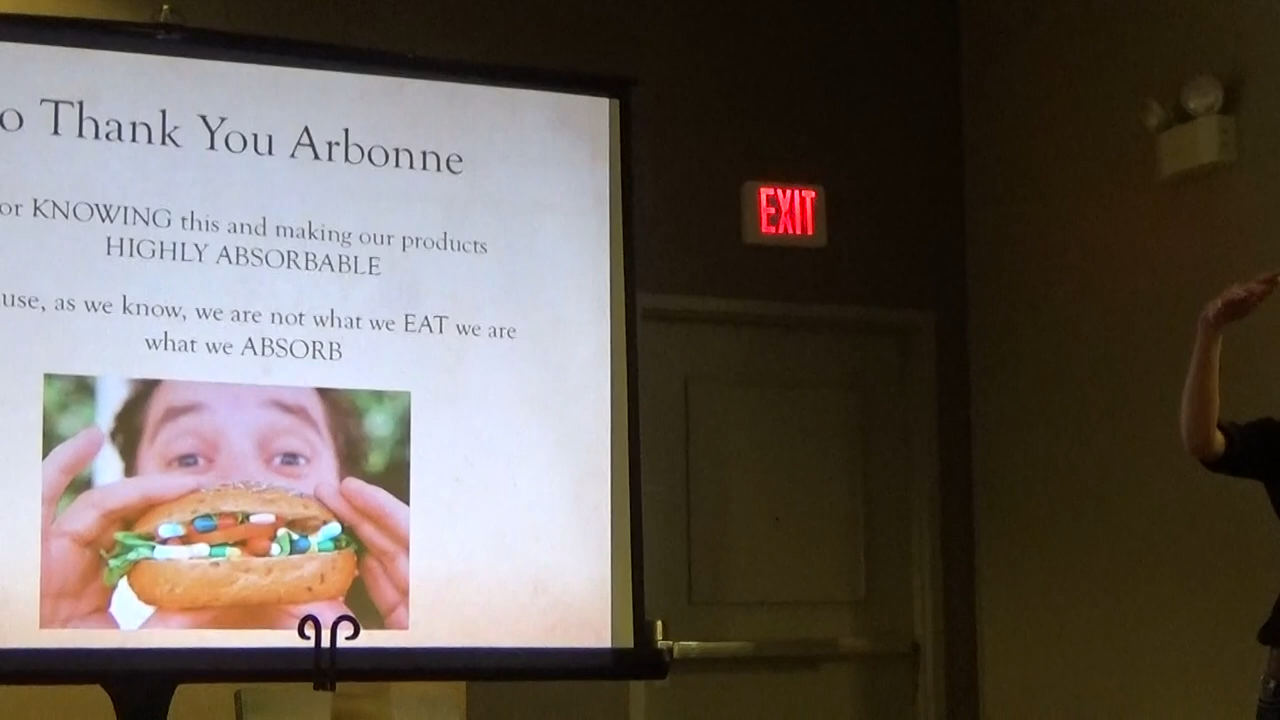 o Thank You Arbonne
or KNOWING this and making our products
HIGHLY ABSORBABLE
use, as we know, we are not what we EAT we are
what we ABSORB
EXIT